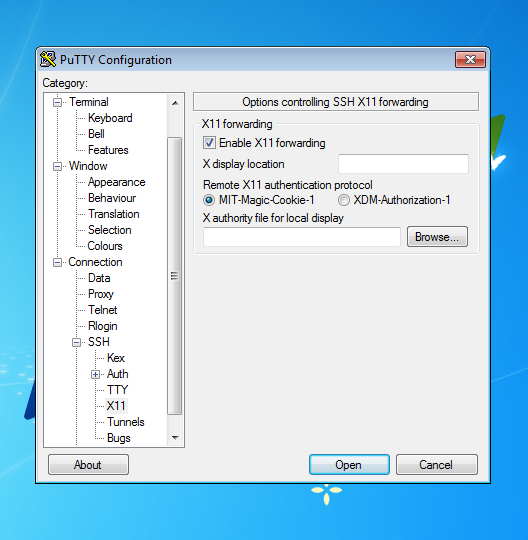 PuTTY Configuration
Category:
Terminal
Keyboard
Bell
Features
Window
Appearance
Behaviour
Translation
Selection
Colours
Connection
Data
Proxy
Telnet
Rlogin
SSH
Kex
Auth
TTY
X11
Tunnels
Bugs
Options controlling SSH X11 forwarding
X11 forwarding
Enable X11 forwarding
X display location
Remote X11 authentication protocol
MIT-Magic-Cookie-1 XDM-Authorization-1
X authority file for local display
Browse...
About Open Cancel